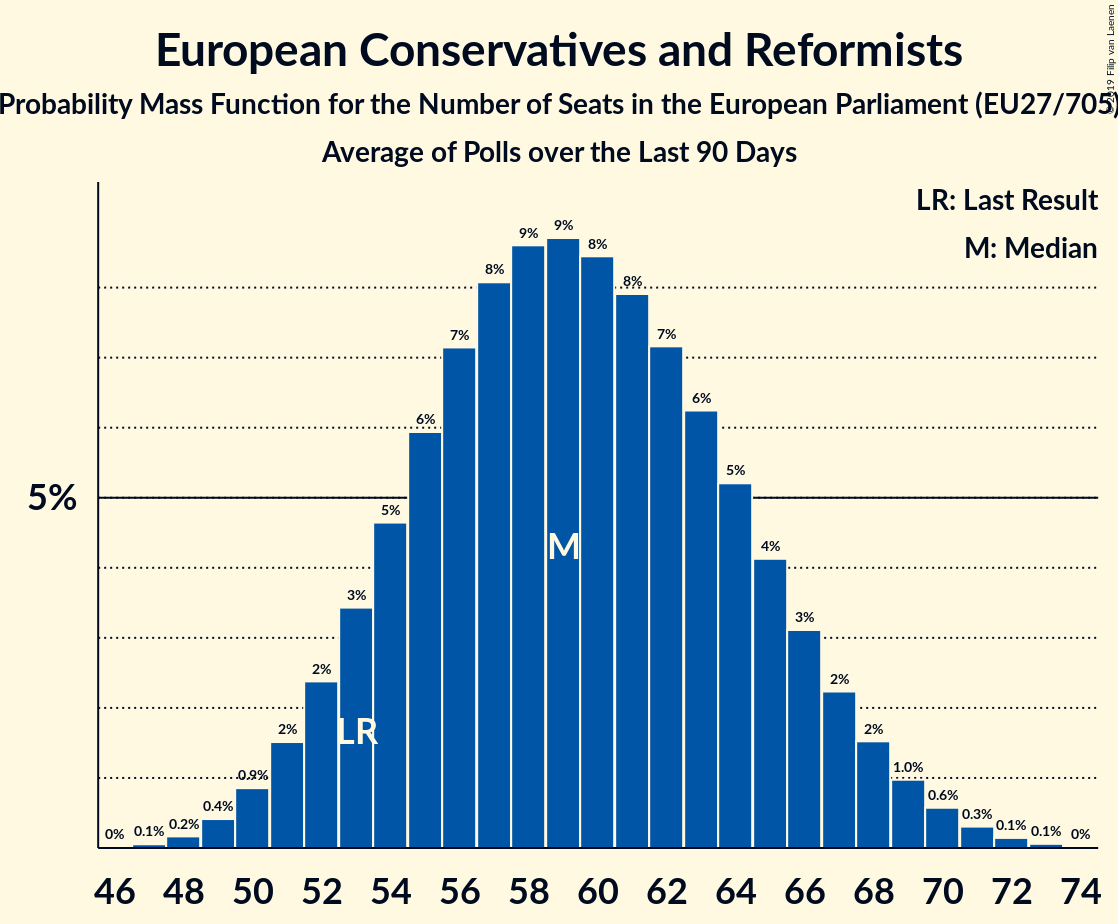 European Conservatives and Reformists
Probability Mass Function for the Number of Seats in the European Parliament (EU27/705)
Average of Polls over the Last 90 Days
© 2019 Filip van Laenen
LR: Last Result
M: Median
5%
0% 0.1% 0.2% 0.4% 0.9% 2% 2% 3% 5% 6% 7% 8% 9% 9% 8% 8% 7% 6% 5% 4% 3% 2% 2% 1.0% 0.6% 0.3% 0.1% 0.1% 0%
M
LR
46 48 50 52 54 56 58 60 62 64 66 68 70 72 74